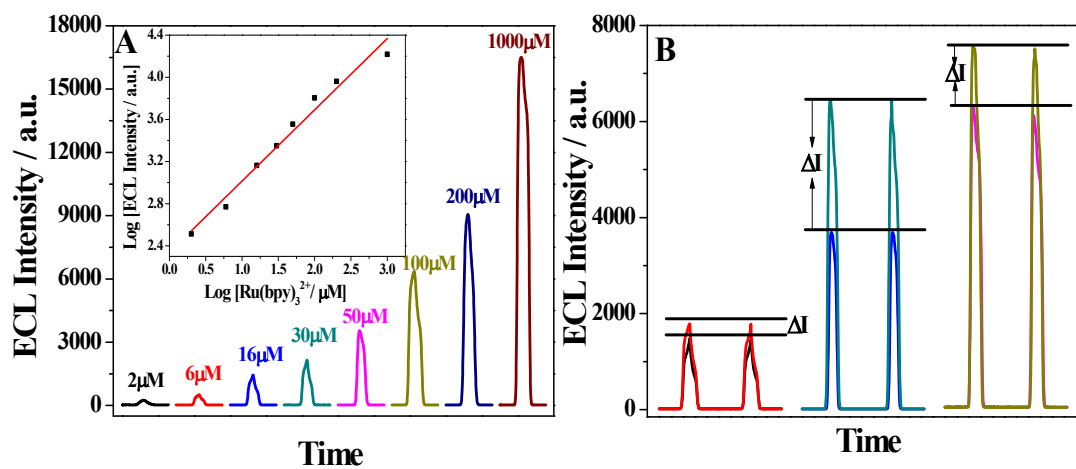 A
ECL Intensity / a.u.
18000
15000
12000
9000
6000
3000
0
Log [ECL Intensity / a.u.]
4.4
4.0
3.6
3.2
2.8
2.4
0.0 0.5 1.0 1.5 2.0 2.5 3.0
Log [Ru(bpy)₃²⁺/ μM]
2μM
6μM
16μM
30μM
50μM
100μM
200μM
1000μM
Time
B
ECL Intensity / a.u.
8000
6000
4000
2000
0
ΔI
ΔI
ΔI
Time